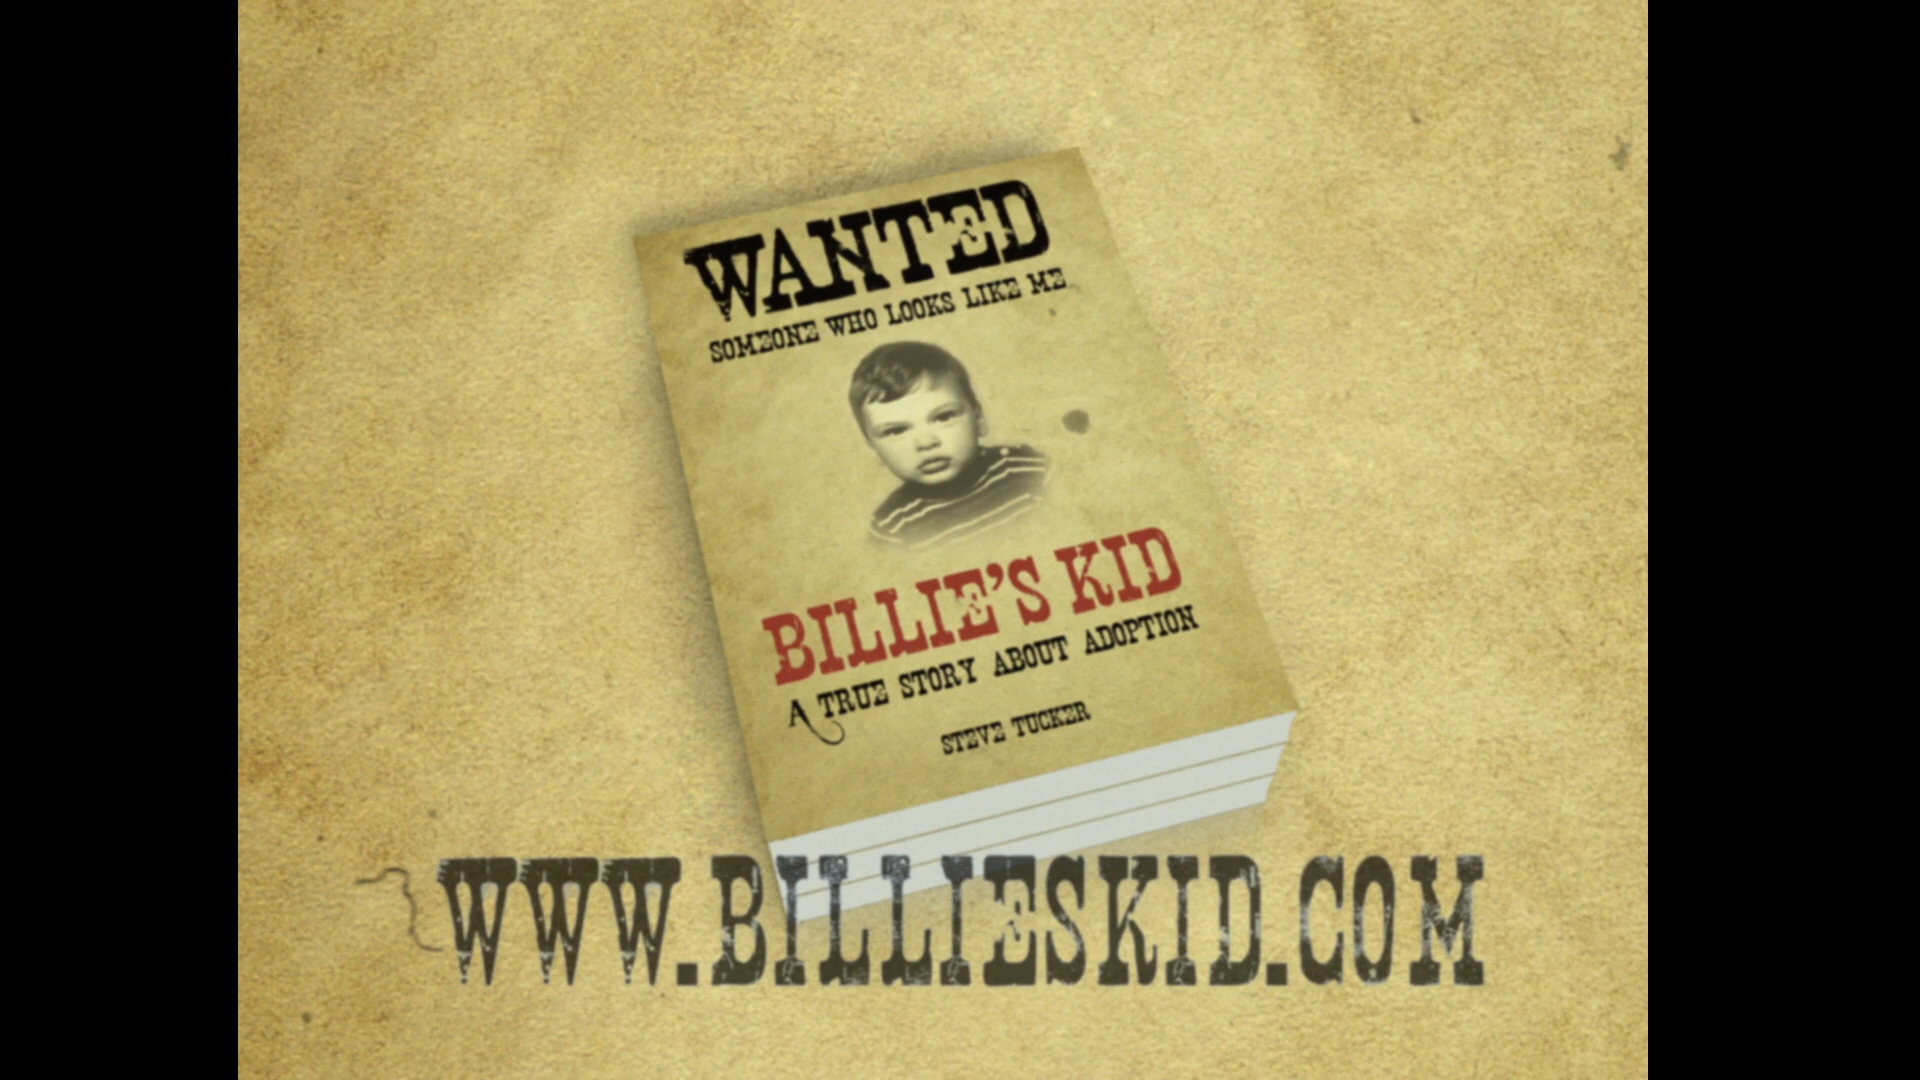 WANTED
SOMEONE WHO LOOKS LIKE ME
BILLIE'S KID
A TRUE STORY ABOUT ADOPTION
STEVE TUCKER
WWW.BILLIESKID.COM